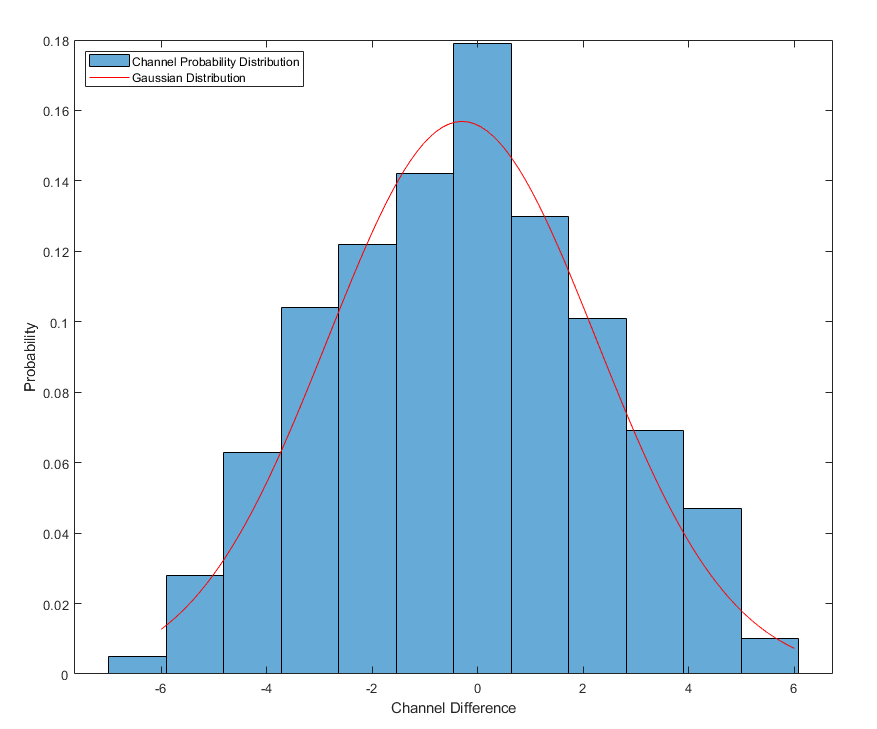 0.18
0.16
0.14
0.12
0.1
0.08
0.06
0.04
0.02
0
Probability
Channel Probability Distribution
Gaussian Distribution
-6 -4 -2 0 2 4 6
Channel Difference